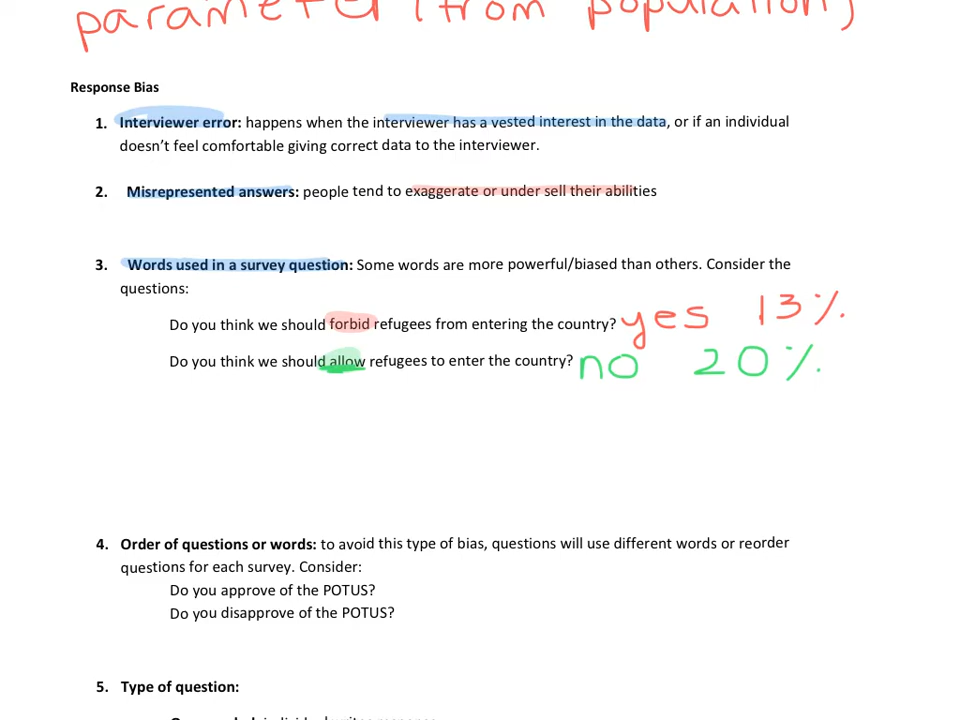 parameter (from population)
Response Bias
1. Interviewer error: happens when the interviewer has a vested interest in the data, or if an individual
doesn't feel comfortable giving correct data to the interviewer.
2. Misrepresented answers: people tend to exaggerate or under sell their abilities
3. Words used in a survey question: Some words are more powerful/biased than others. Consider the
questions:
Do you think we should forbid refugees from entering the country? yes 13%
Do you think we should allow refugees to enter the country? no 20%
4. Order of questions or words: to avoid this type of bias, questions will use different words or reorder
questions for each survey. Consider:
Do you approve of the POTUS?
Do you disapprove of the POTUS?
5. Type of question: